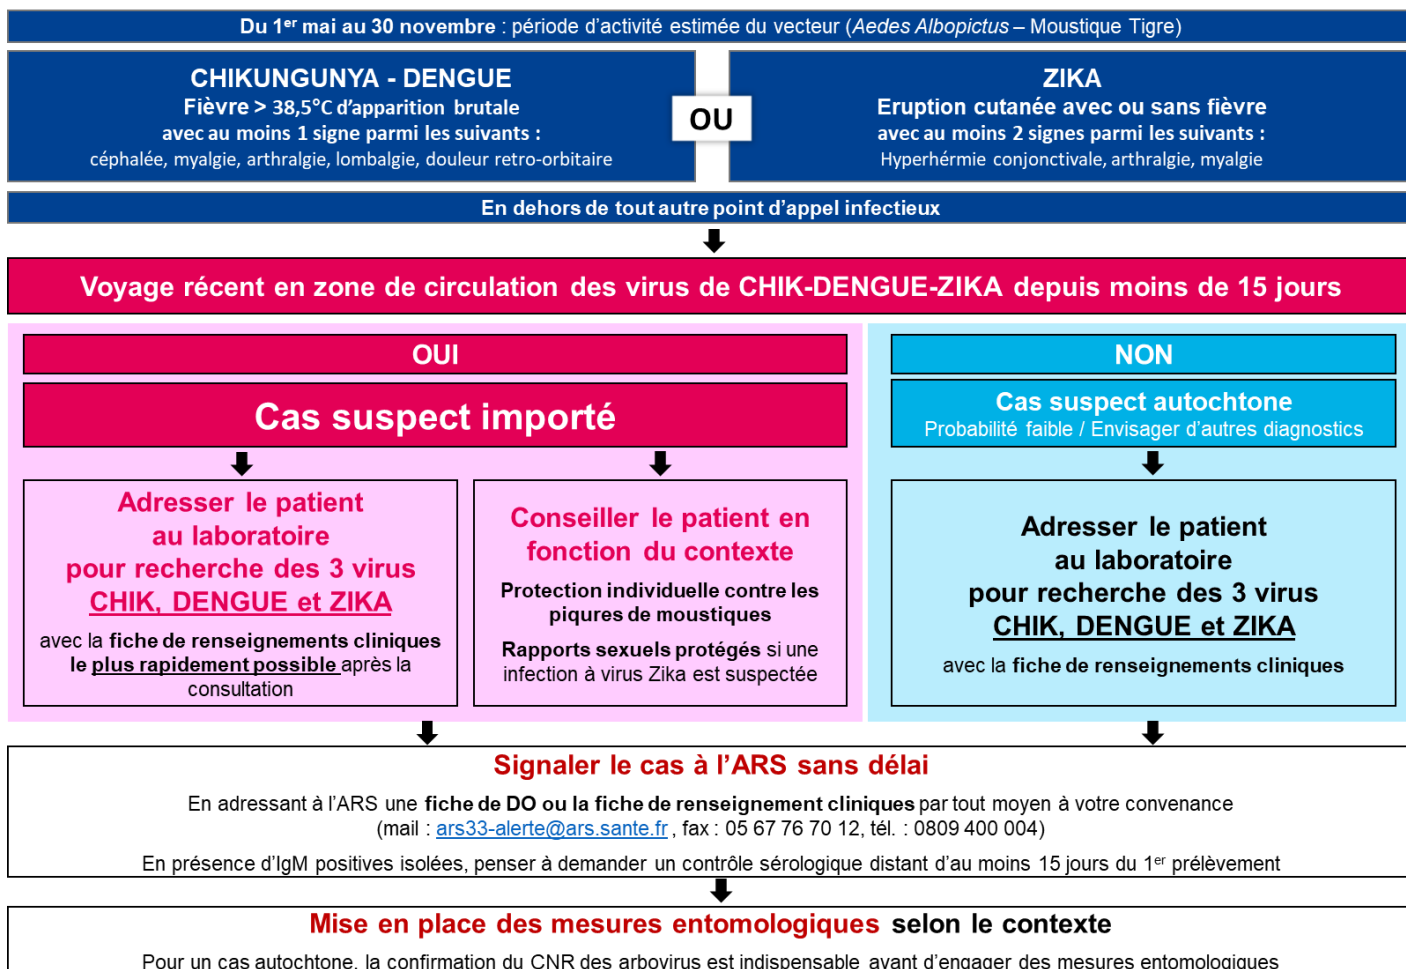 Du 1er mai au 30 novembre : période d'activité estimée du vecteur (Aedes Albopictus – Moustique Tigre)
CHIKUNGUNYA - DENGUE
Fièvre > 38,5°C d'apparition brutale
avec au moins 1 signe parmi les suivants :
céphalée, myalgie, arthralgie, lombalgie, douleur retro-orbitaire
OU
ZIKA
Eruption cutanée avec ou sans fièvre
avec au moins 2 signes parmi les suivants :
Hyperhérmie conjonctivale, arthralgie, myalgie
En dehors de tout autre point d'appel infectieux
Voyage récent en zone de circulation des virus de CHIK-DENGUE-ZIKA depuis moins de 15 jours
OUI
Cas suspect importé
Adresser le patient
au laboratoire
pour recherche des 3 virus
CHIK, DENGUE et ZIKA
avec la fiche de renseignements cliniques
le plus rapidement possible après la
consultation
Conseiller le patient en
fonction du contexte
Protection individuelle contre les
piqures de moustiques
Rapports sexuels protégés si une
infection à virus Zika est suspectée
NON
Cas suspect autochtone
Probabilité faible / Envisager d'autres diagnostics
Adresser le patient
au laboratoire
pour recherche des 3 virus
CHIK, DENGUE et ZIKA
avec la fiche de renseignements cliniques
Signaler le cas à l'ARS sans délai
En adressant à l'ARS une fiche de DO ou la fiche de renseignement cliniques par tout moyen à votre convenance
(mail : ars33-alerte@ars.sante.fr , fax : 05 67 76 70 12, tél. : 0809 400 004)
En présence d'IgM positives isolées, penser à demander un contrôle sérologique distant d'au moins 15 jours du 1er prélèvement
Mise en place des mesures entomologiques selon le contexte
Pour un cas autochtone, la confirmation du CNR des arbovirus est indispensable avant d'engager des mesures entomologiques